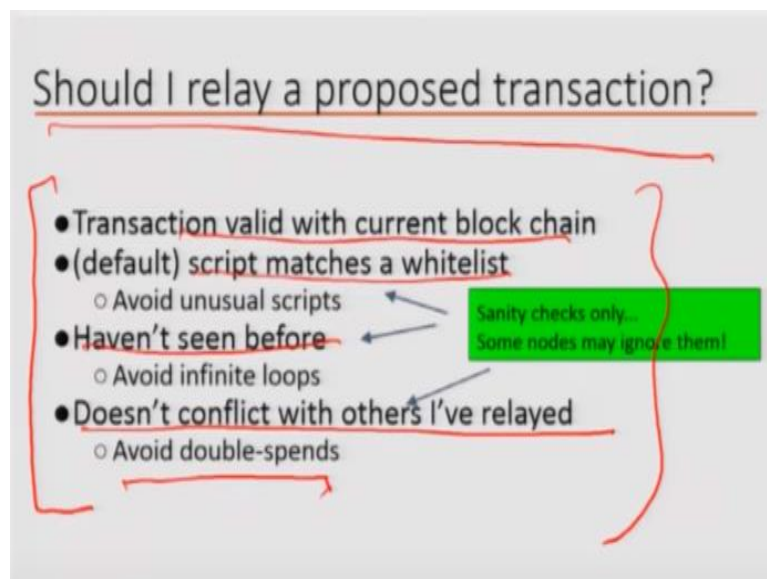 Should I relay a proposed transaction?
●Transaction valid with current block chain
●(default) script matches a whitelist
○ Avoid unusual scripts
●Haven't seen before
○ Avoid infinite loops
●Doesn't conflict with others I've relayed
○ Avoid double-spends
Sanity checks only...
Some nodes may ignore them!